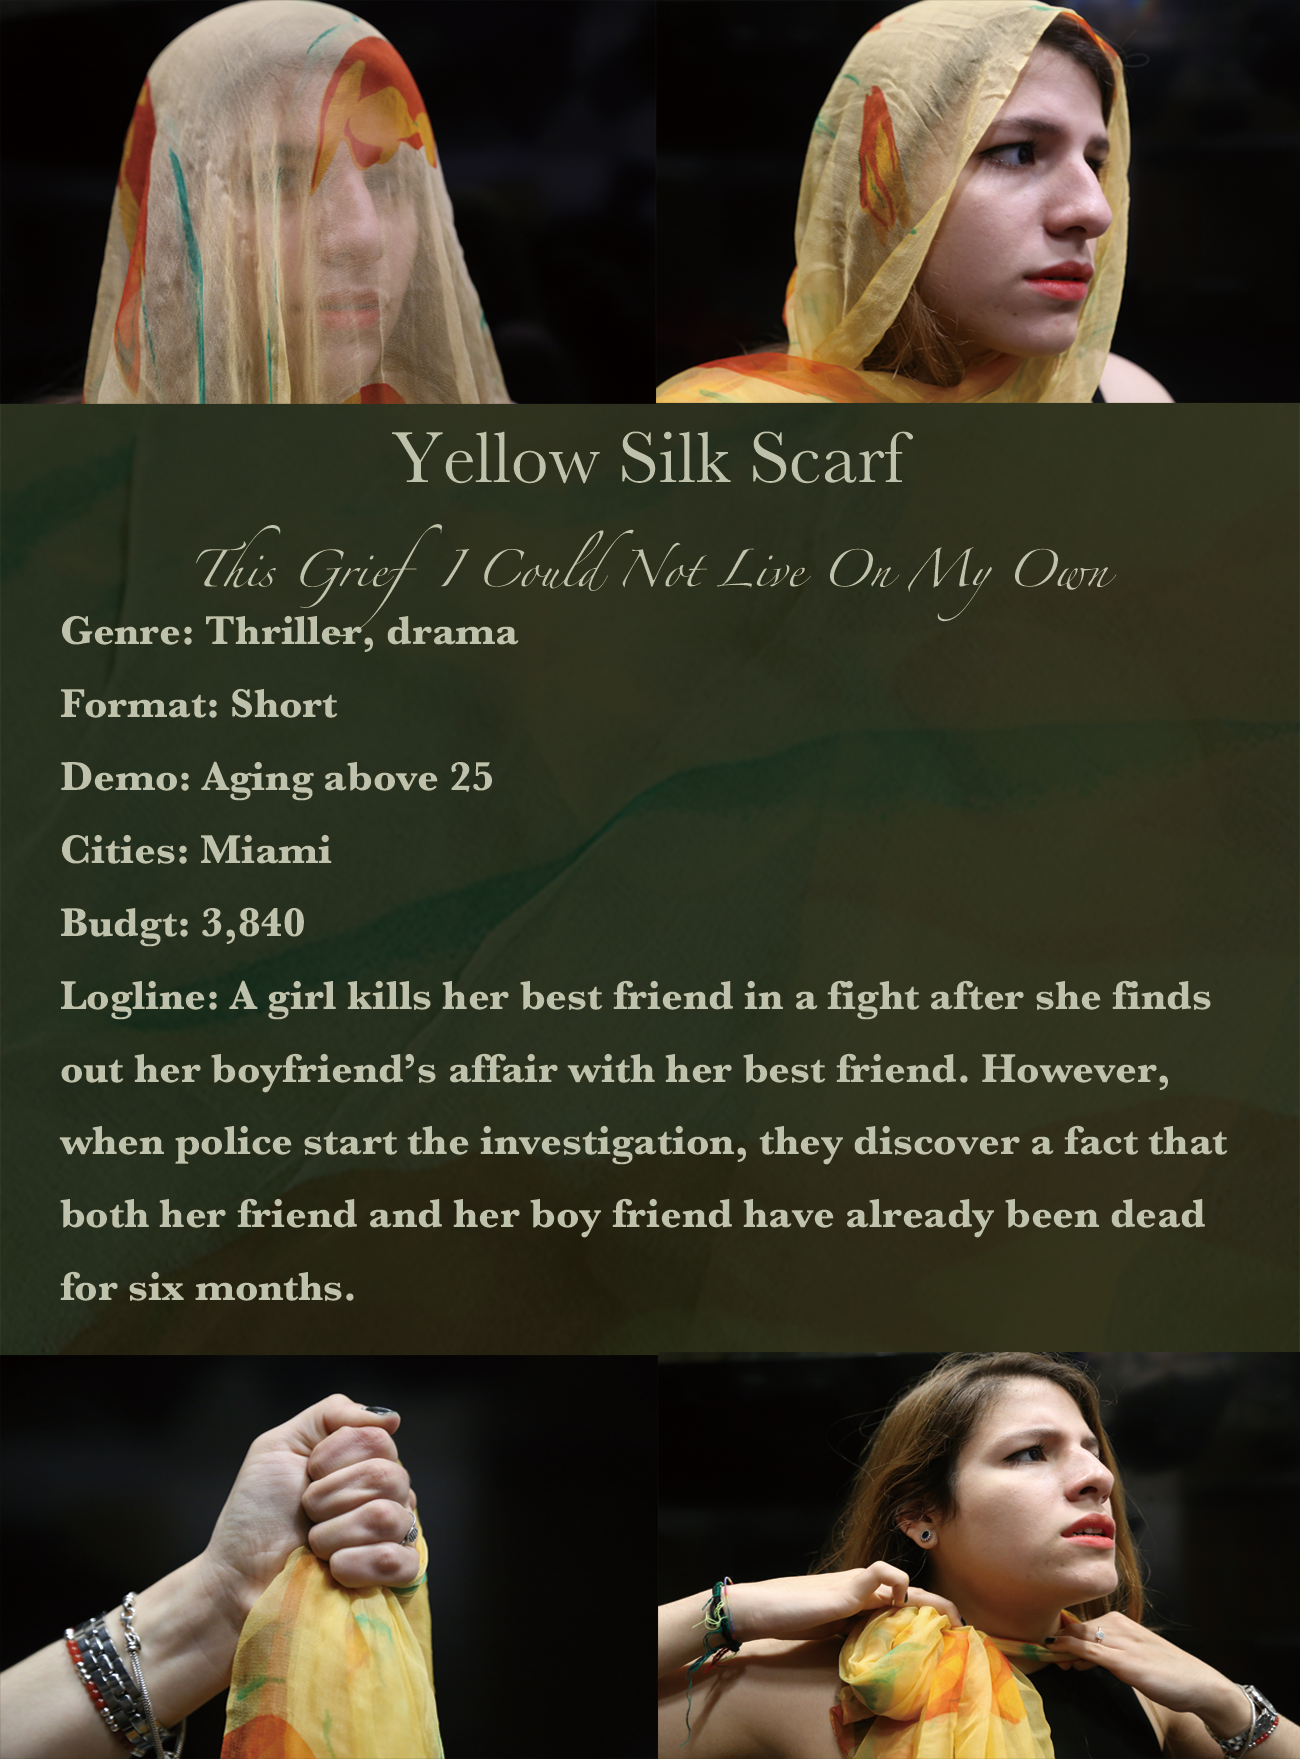 Yellow Silk Scarf
This Grief I Could Not Live On My Own
Genre: Thriller, drama
Format: Short
Demo: Aging above 25
Cities: Miami
Budgt: 3,840
Logline: A girl kills her best friend in a fight after she finds
out her boyfriend’s affair with her best friend. However,
when police start the investigation, they discover a fact that
both her friend and her boy friend have already been dead
for six months.